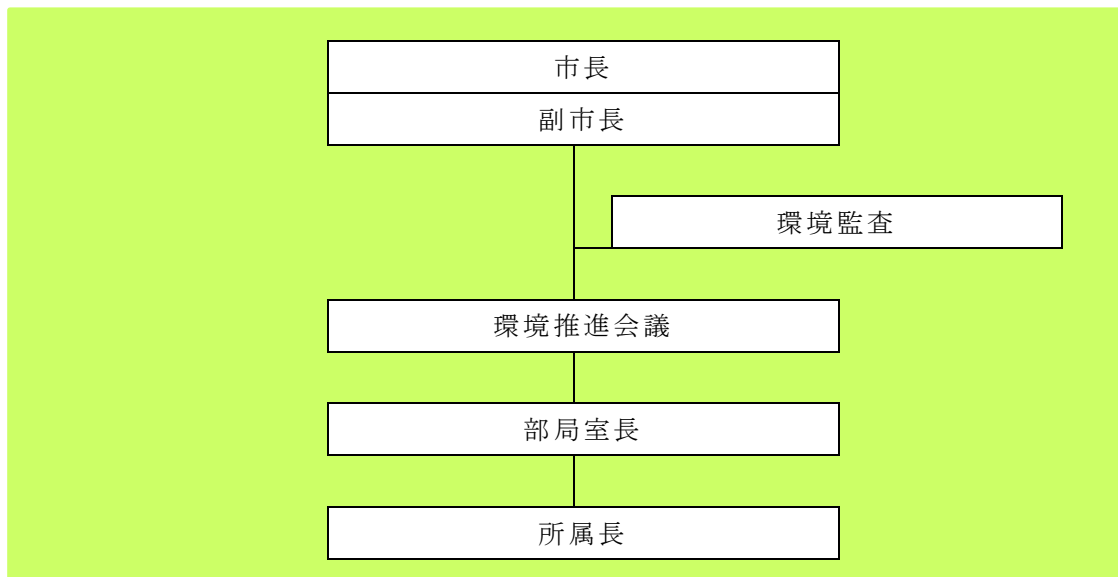 市長
副市長
環境監査
環境推進会議
部局室長
所属長